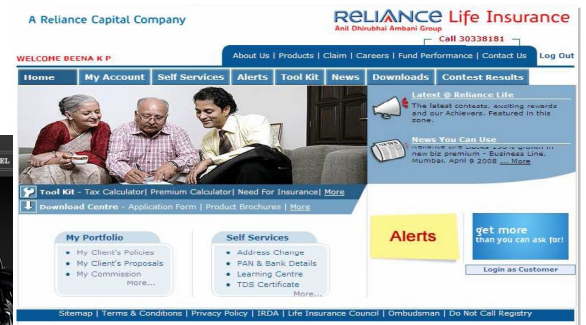 A Reliance Capital Company
RELIANCE Life Insurance
Anil Dhirubhai Ambani Group
Call 30338181
WELCOME BEENA K P
About Us | Products | Claim | Careers | Fund Performance | Contact Us
Log Out
Home
My Account
Self Services
Alerts
Tool Kit
News
Downloads
Contest Results
Latest @ Reliance Life
The latest contests, exciting rewards
and our Achievers. Featured in this
zone.
News You Can Use
new biz premium - Business Line,
Mumbai, April 9 2008 ... More
Tool Kit - Tax Calculator| Premium Calculator| Need For Insurance| More
Download Centre - Application Form | Product Brochures | More
My Portfolio
• My Client's Policies
• My Client's Proposals
• My Commission
More...
Self Services
• Address Change
• PAN & Bank Details
• Learning Centre
• TDS Certificate
More...
Alerts
get more
than you can ask for!
Login as Customer
Sitemap | Terms & Conditions | Privacy Policy | IRDA | Life Insurance Council | Ombudsman | Do Not Call Registry
EL